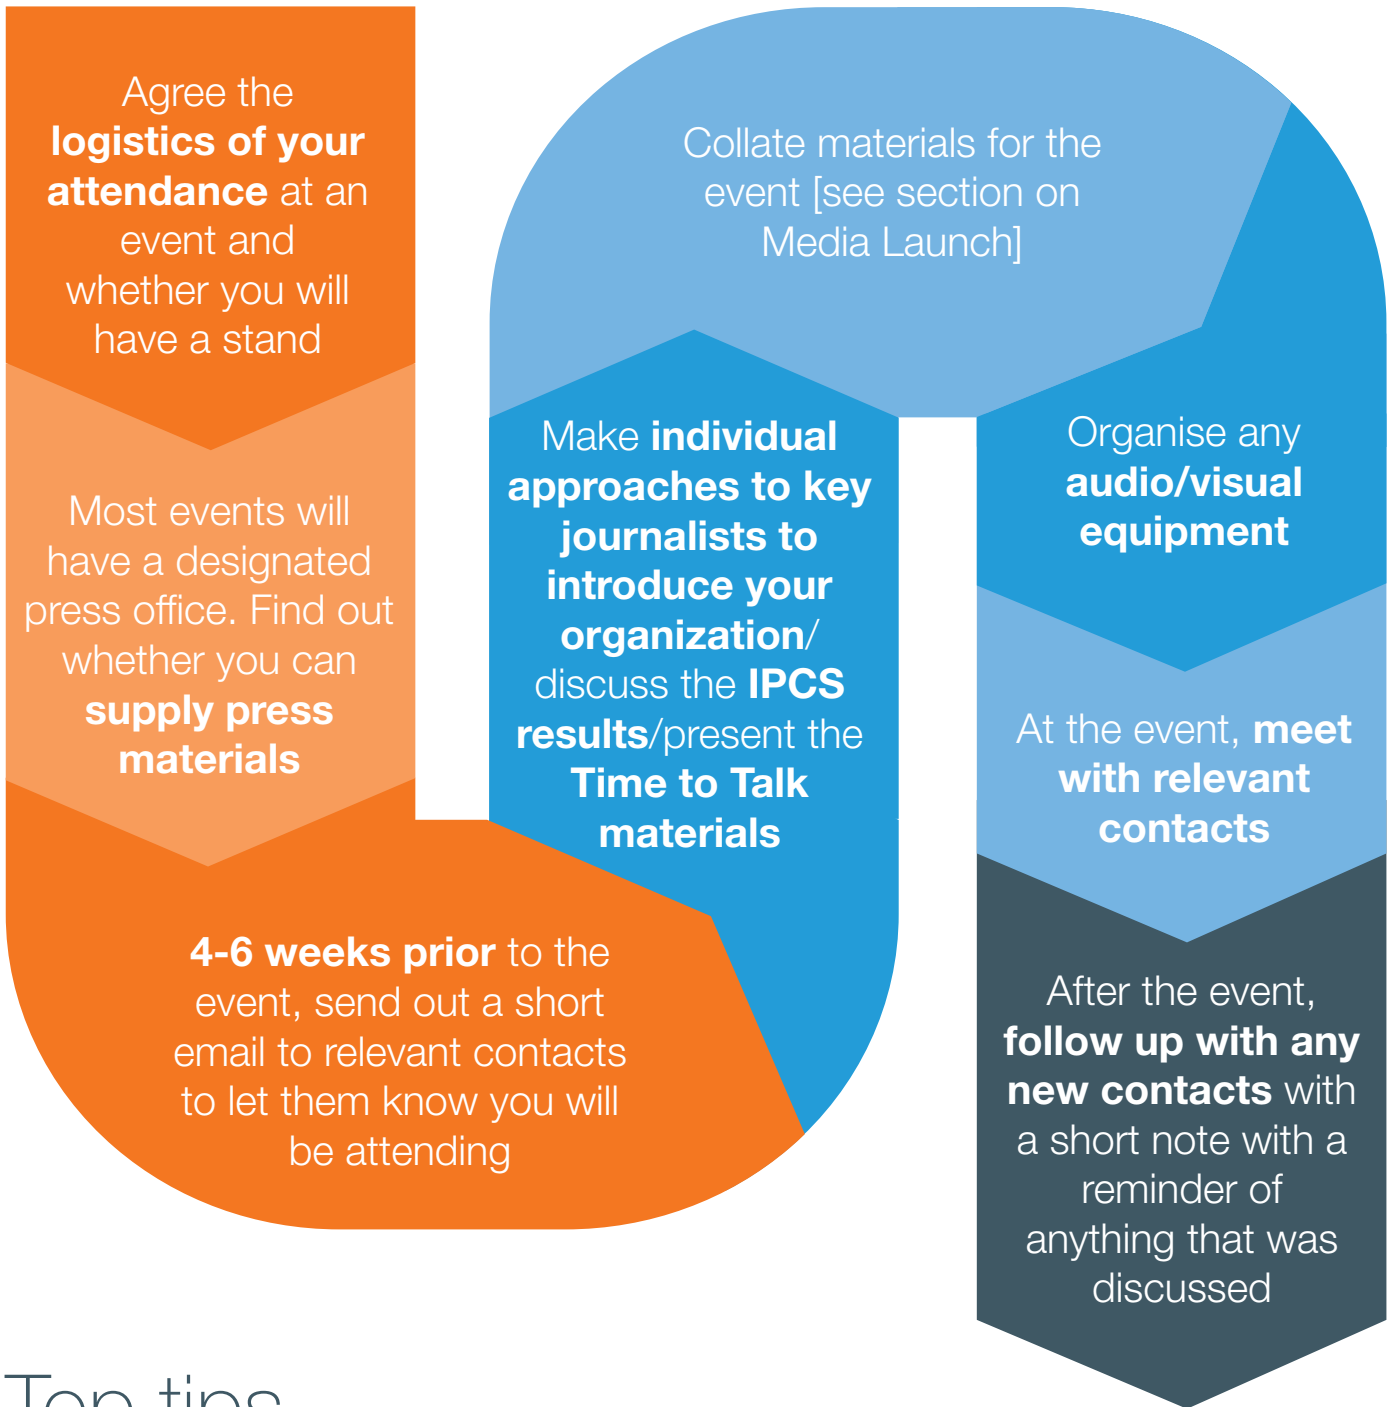 Agree the
logistics of your
attendance at an
event and
whether you will
have a stand
Most events will
have a designated
press office. Find out
whether you can
supply press
materials
4-6 weeks prior to the
event, send out a short
email to relevant contacts
to let them know you will
be attending
Make individual
approaches to key
journalists to
introduce your
organization/
discuss the IPCS
results/present the
Time to Talk
materials
Collate materials for the
event [see section on
Media Launch]
Organise any
audio/visual
equipment
At the event, meet
with relevant
contacts
After the event,
follow up with any
new contacts with
a short note with a
reminder of
anything that was
discussed
Top tips